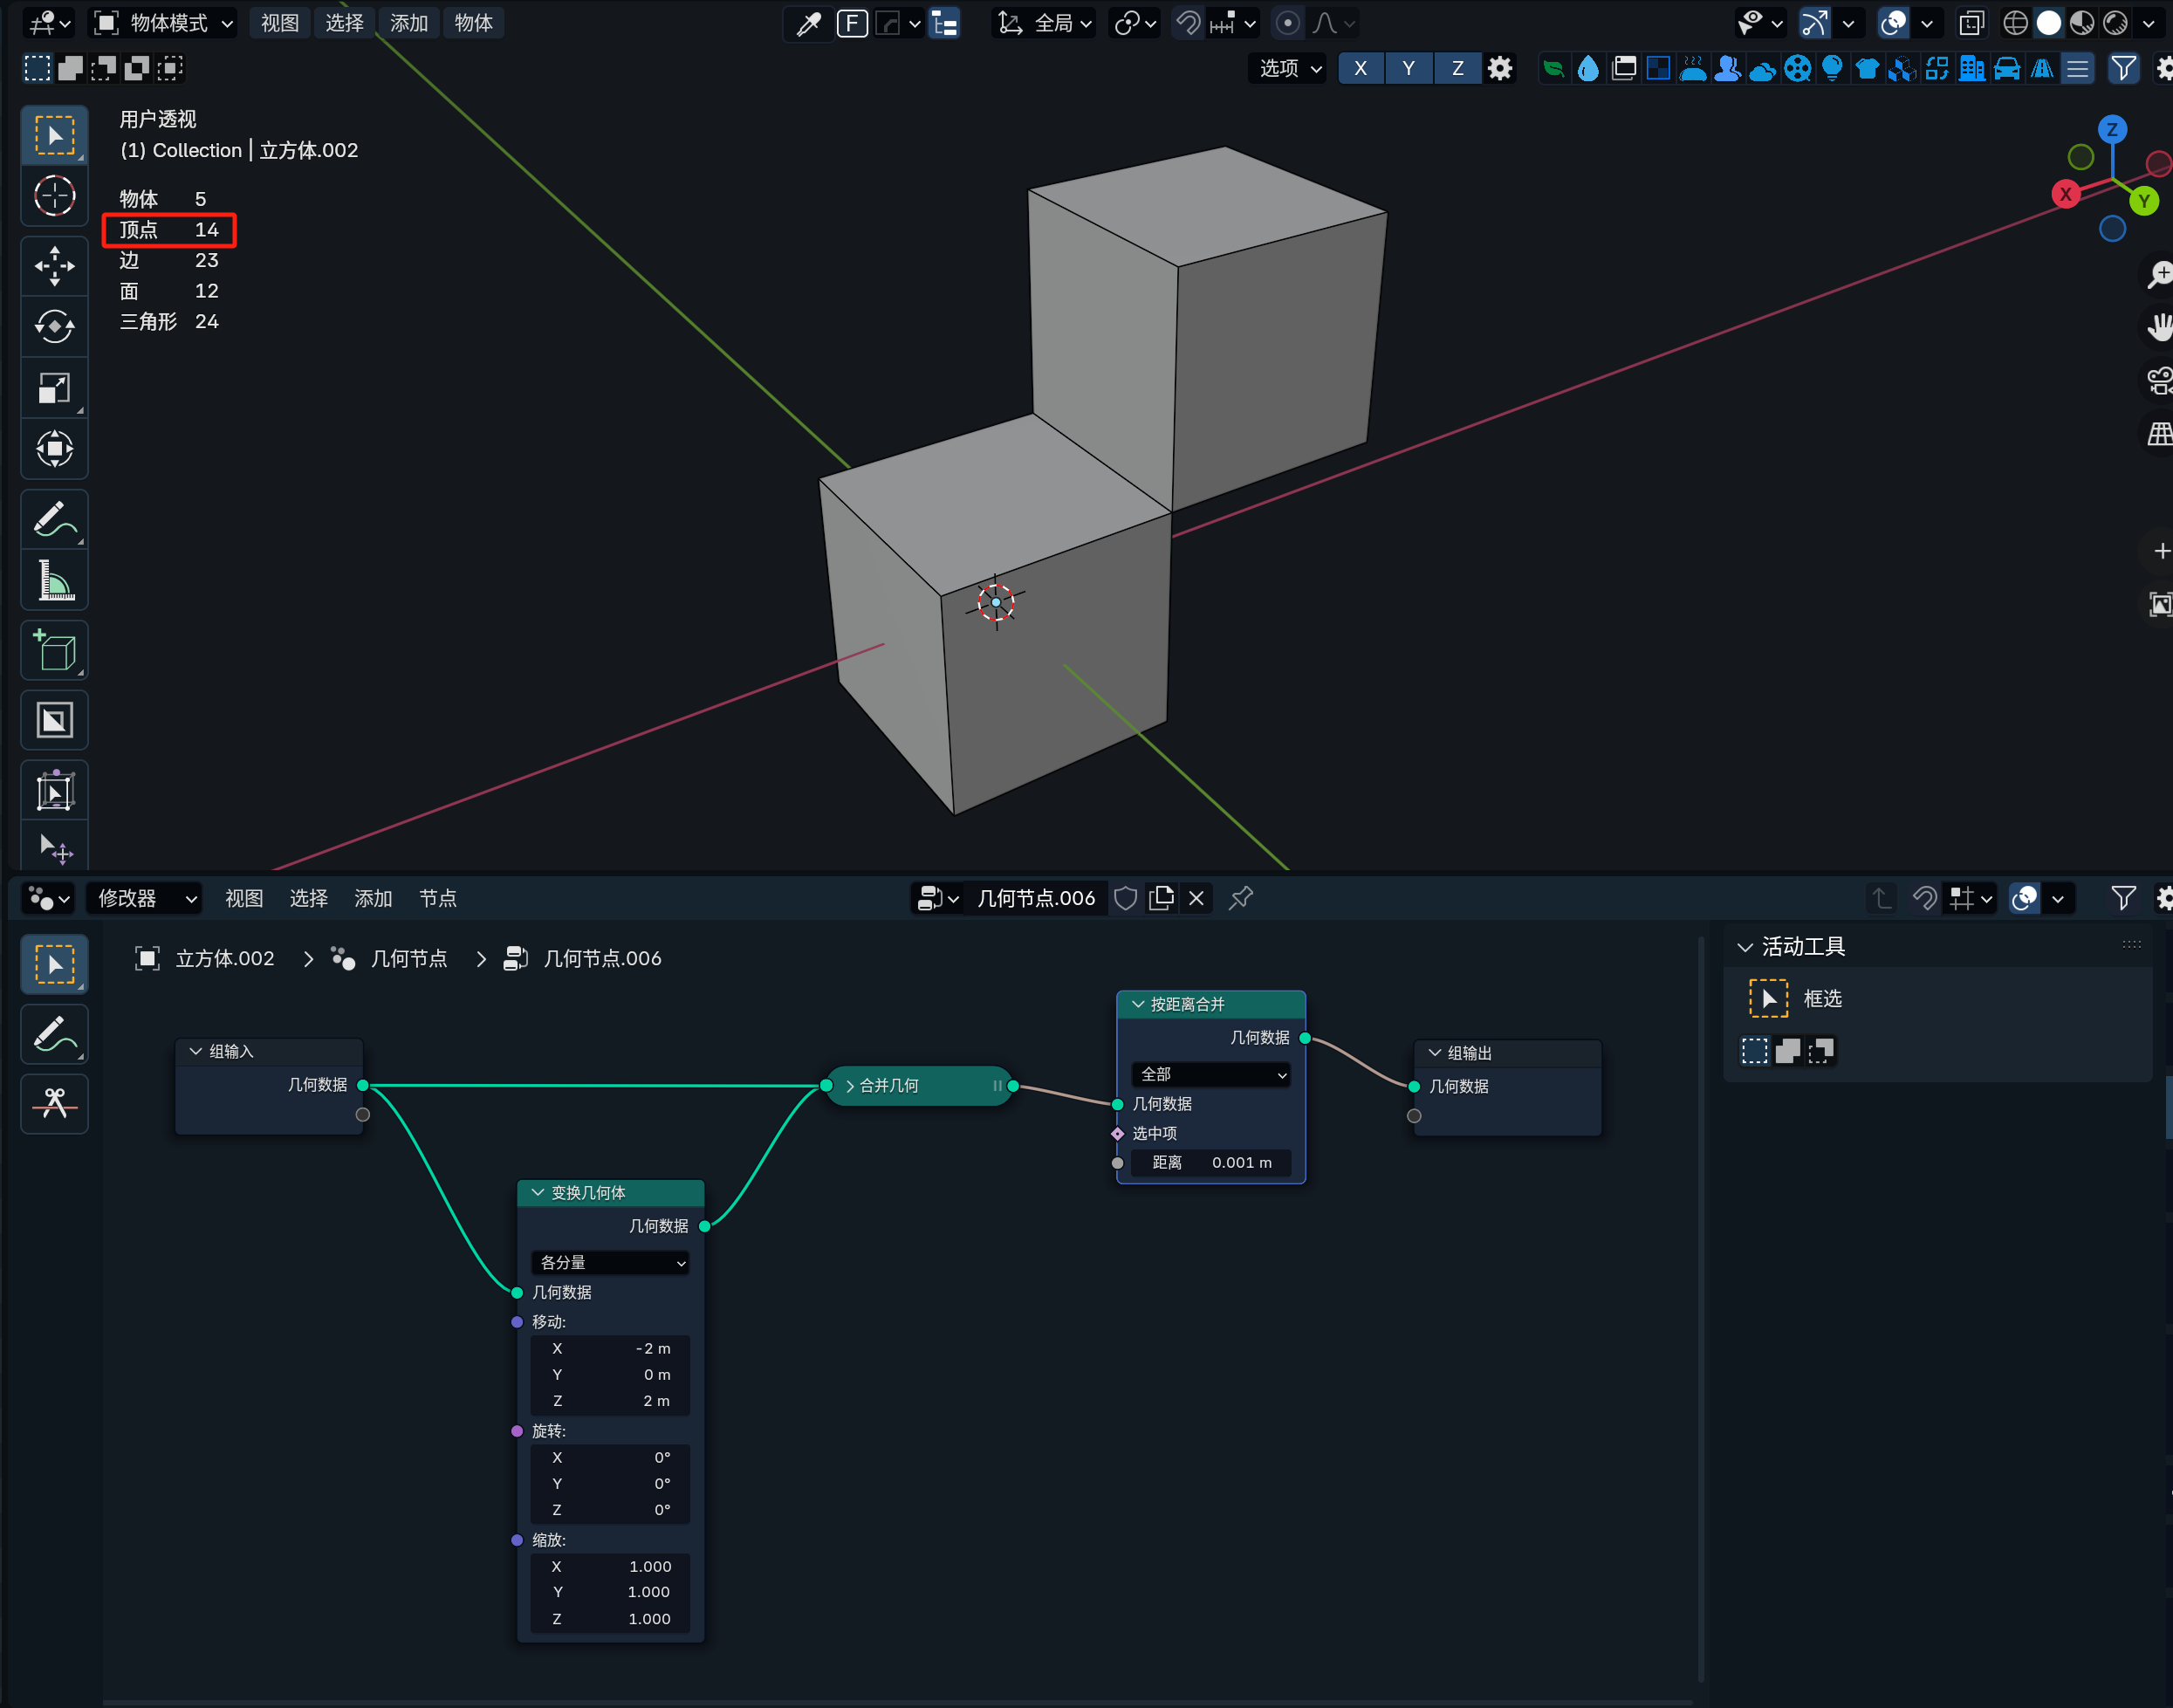 物体模式 视图 选择 添加 物体 F 全局
选项 X Y Z
用户透视
(1) Collection | 立方体.002
物体 5
顶点 14
边 23
面 12
三角形 24
Z
X
Y
修改器 视图 选择 添加 节点 几何节点.006
立方体.002 > 几何节点 > 几何节点.006
活动工具
框选
组输入
几何数据
合并几何
按距离合并
几何数据
全部
几何数据
选中项
距离 0.001 m
组输出
几何数据
变换几何体
几何数据
各分量
几何数据
移动:
X -2 m
Y 0 m
Z 2 m
旋转:
X 0°
Y 0°
Z 0°
缩放:
X 1.000
Y 1.000
Z 1.000